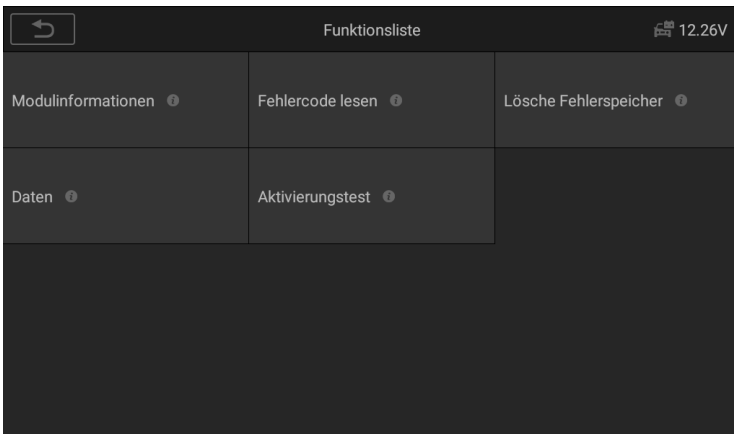 Funktionsliste
12.26V
Modulinformationen
Fehlercode lesen
Lösche Fehlerspeicher
Daten
Aktivierungstest